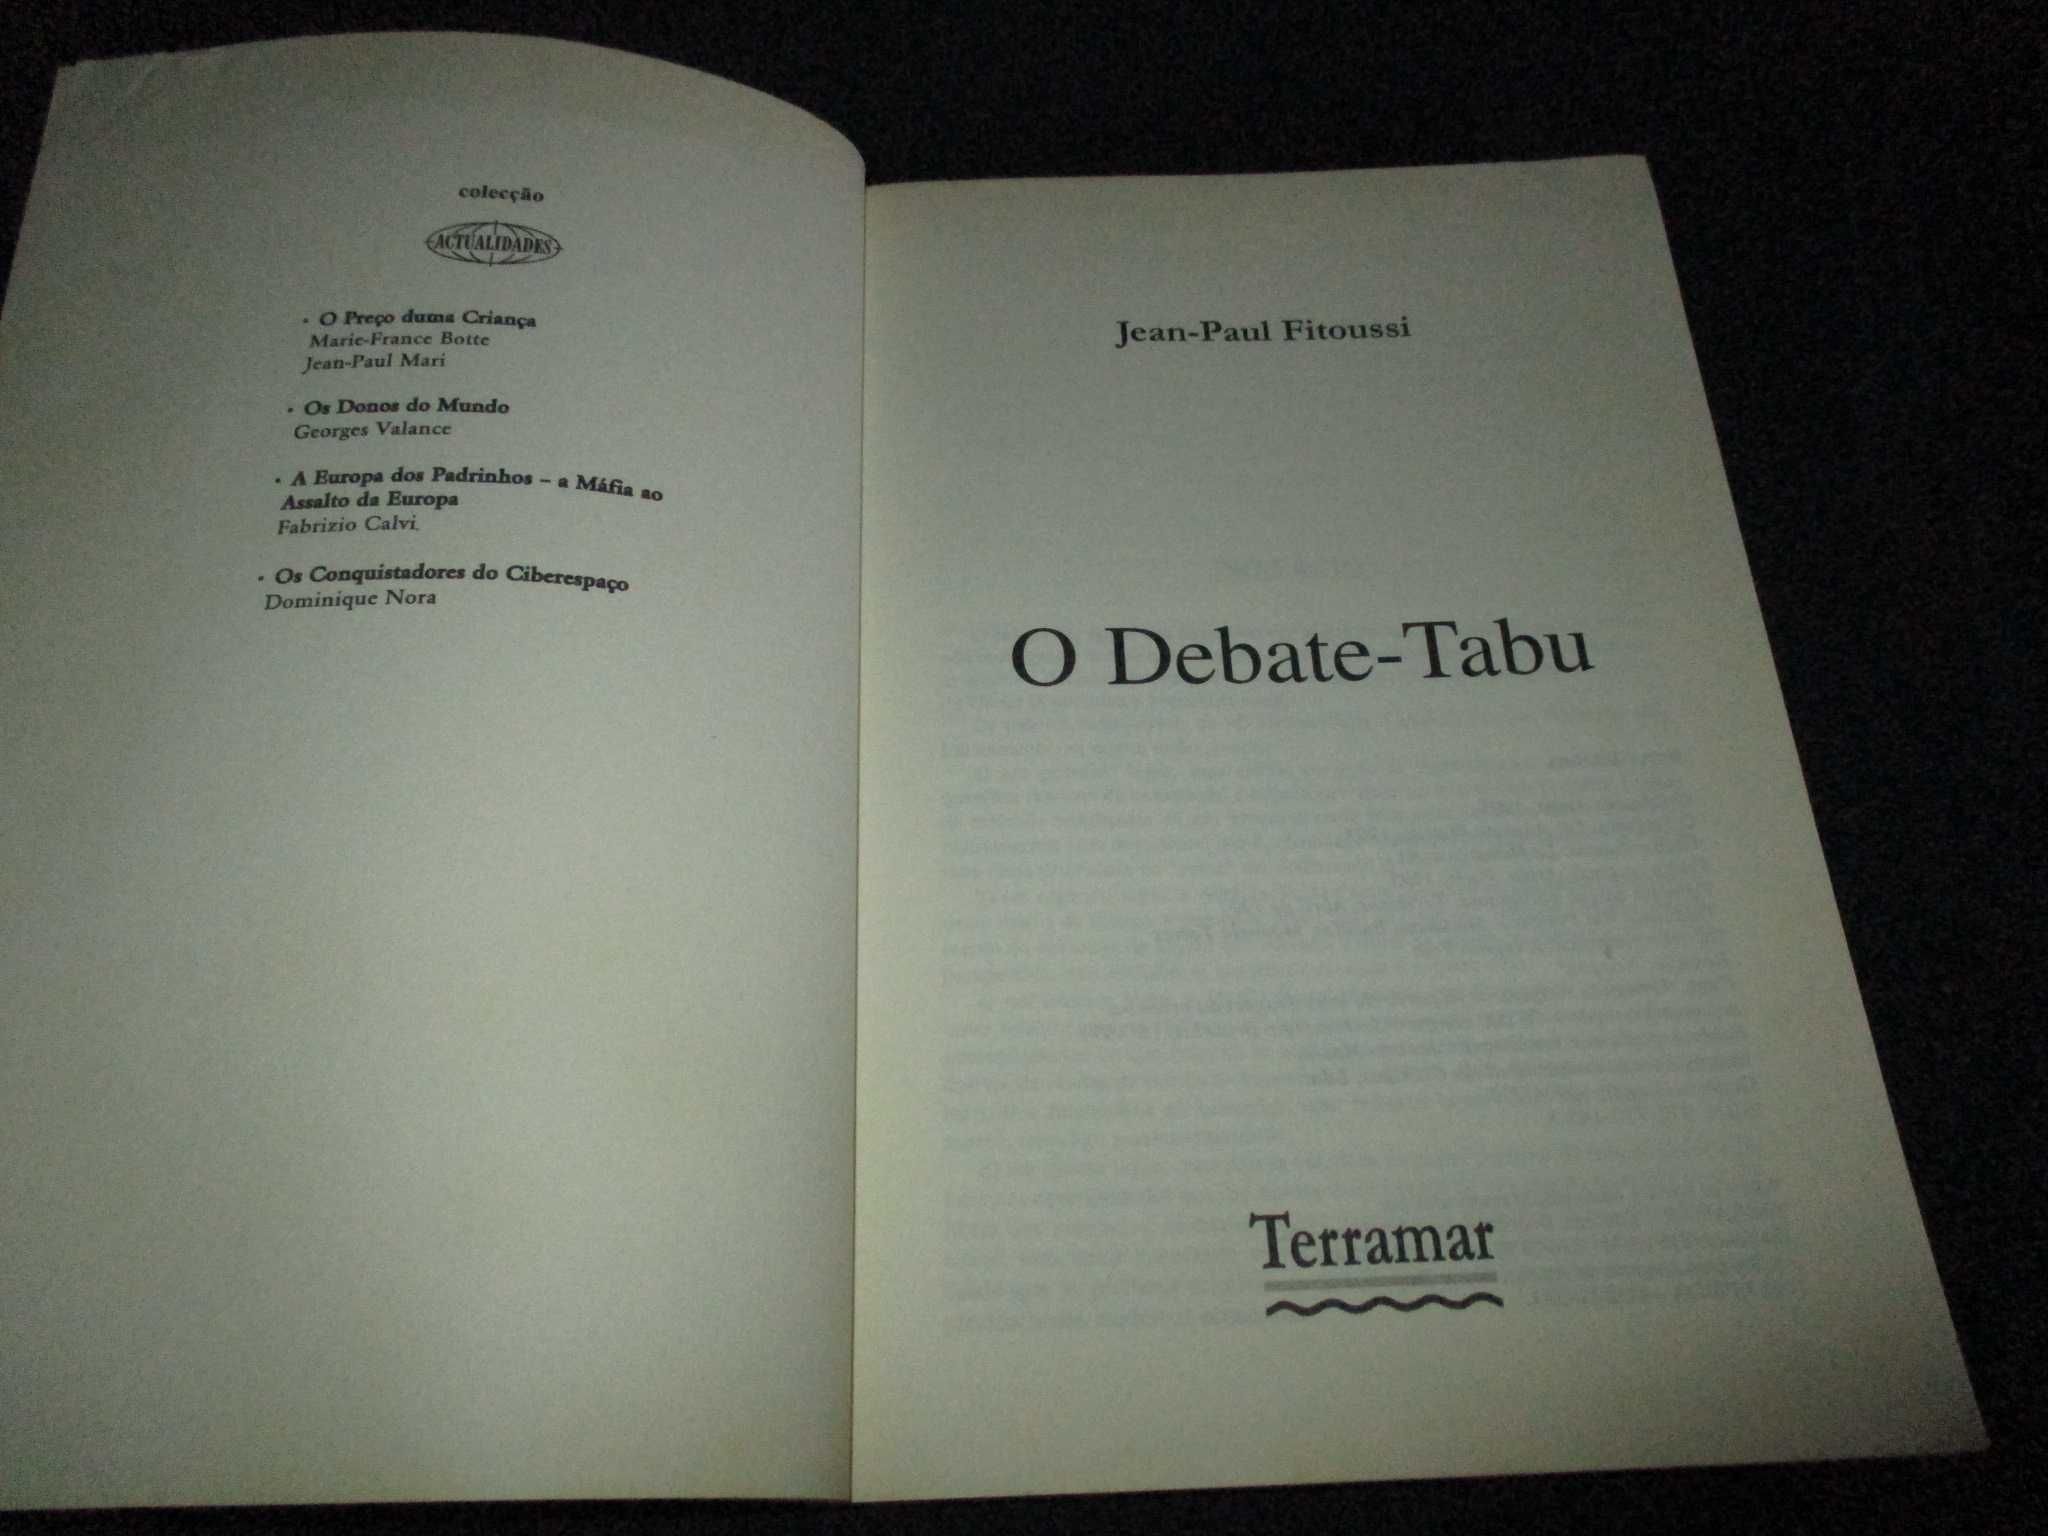 colecção
ACTUALIDADES
· O Preço duma Criança
Marie-France Botte
Jean-Paul Mari
· Os Donos do Mundo
Georges Valance
· A Europa dos Padrinhos – a Máfia ao
Assalto da Europa
Fabrizio Calvi.
· Os Conquistadores do Ciberespaço
Dominique Nora
Jean-Paul Fitoussi
O Debate-Tabu
Terramar